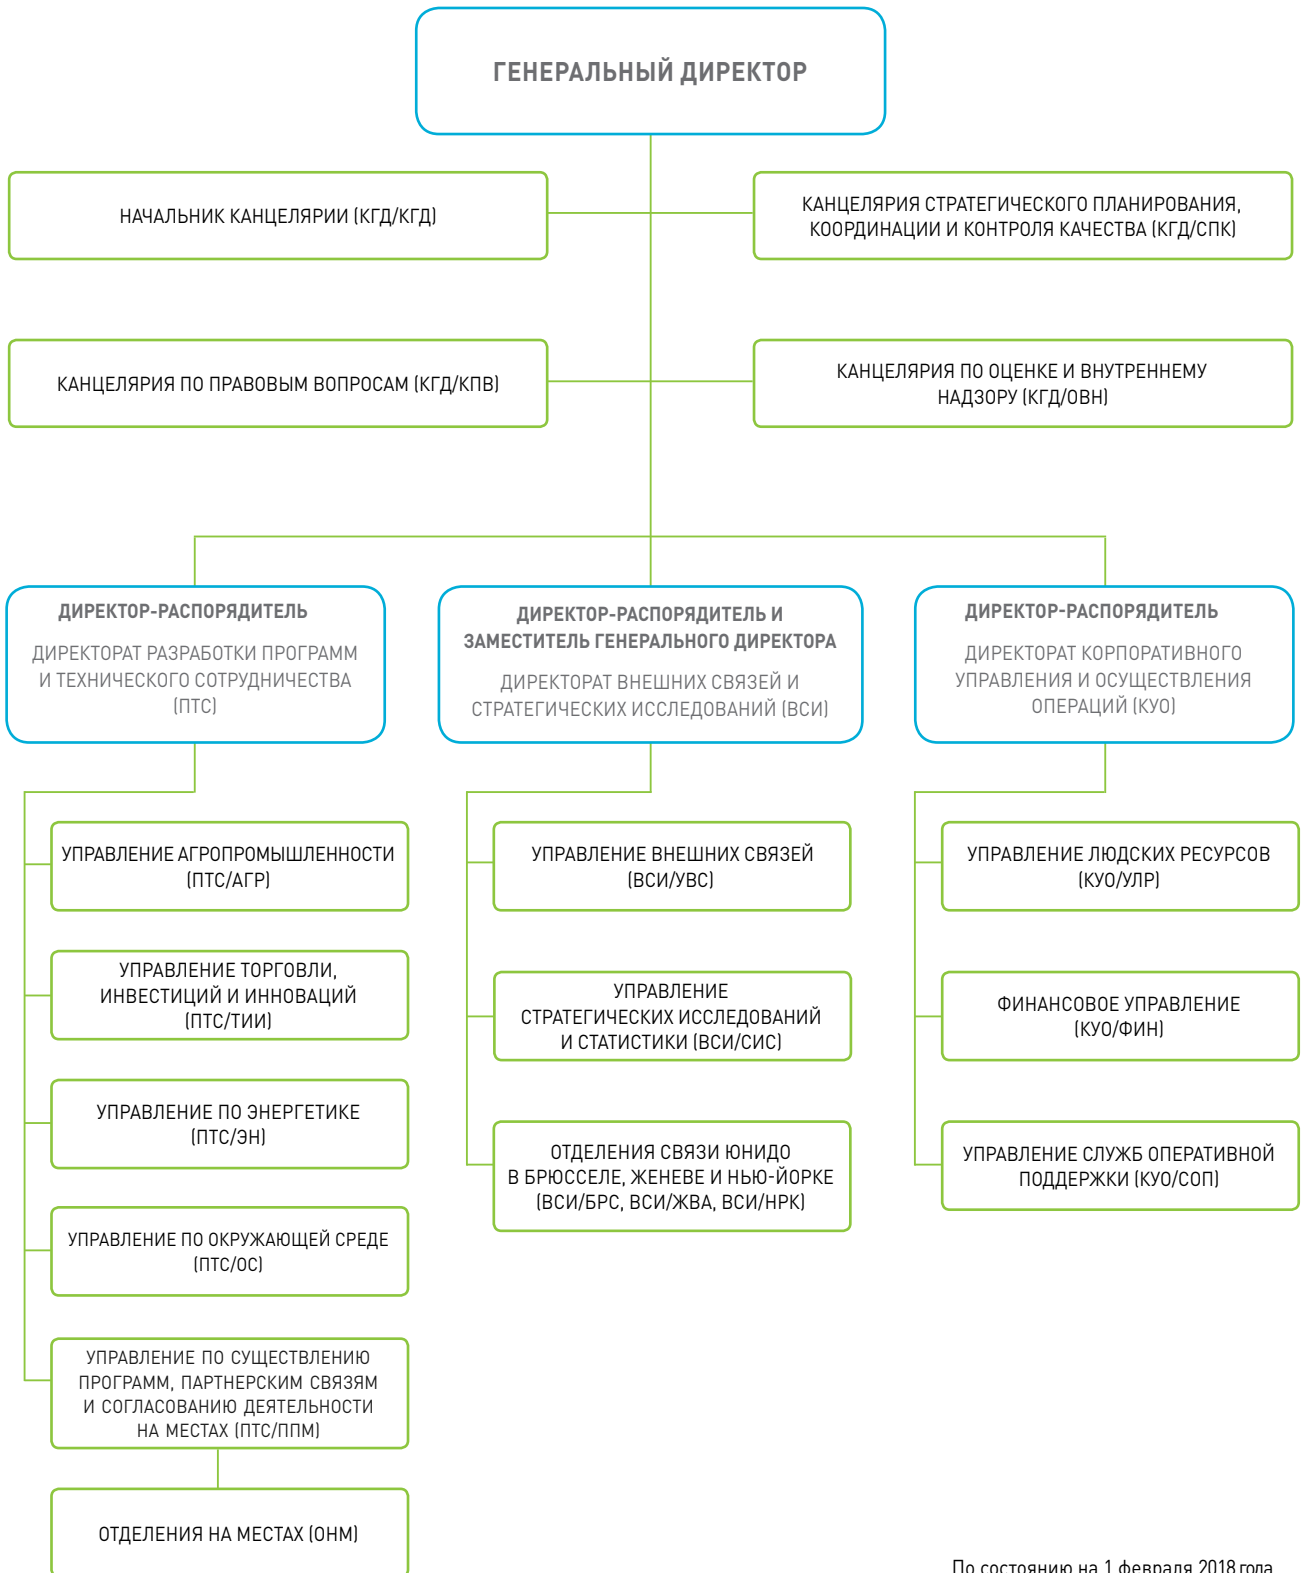 ГЕНЕРАЛЬНЫЙ ДИРЕКТОР
НАЧАЛЬНИК КАНЦЕЛЯРИИ (КГД/КГД)
КАНЦЕЛЯРИЯ СТРАТЕГИЧЕСКОГО ПЛАНИРОВАНИЯ,
КООРДИНАЦИИ И КОНТРОЛЯ КАЧЕСТВА (КГД/СПК)
КАНЦЕЛЯРИЯ ПО ПРАВОВЫМ ВОПРОСАМ (КГД/КПВ)
КАНЦЕЛЯРИЯ ПО ОЦЕНКЕ И ВНУТРЕННЕМУ
НАДЗОРУ (КГД/ОВН)
ДИРЕКТОР-РАСПОРЯДИТЕЛЬ
ДИРЕКТОРАТ РАЗРАБОТКИ ПРОГРАММ
И ТЕХНИЧЕСКОГО СОТРУДНИЧЕСТВА
(ПТС)
ДИРЕКТОР-РАСПОРЯДИТЕЛЬ И
ЗАМЕСТИТЕЛЬ ГЕНЕРАЛЬНОГО ДИРЕКТОРА
ДИРЕКТОРАТ ВНЕШНИХ СВЯЗЕЙ И
СТРАТЕГИЧЕСКИХ ИССЛЕДОВАНИЙ (ВСИ)
ДИРЕКТОР-РАСПОРЯДИТЕЛЬ
ДИРЕКТОРАТ КОРПОРАТИВНОГО
УПРАВЛЕНИЯ И ОСУЩЕСТВЛЕНИЯ
ОПЕРАЦИЙ (КУО)
УПРАВЛЕНИЕ АГРОПРОМЫШЛЕННОСТИ
(ПТС/АГР)
УПРАВЛЕНИЕ ТОРГОВЛИ,
ИНВЕСТИЦИЙ И ИННОВАЦИЙ
(ПТС/ТИИ)
УПРАВЛЕНИЕ ПО ЭНЕРГЕТИКЕ
(ПТС/ЭН)
УПРАВЛЕНИЕ ПО ОКРУЖАЮЩЕЙ СРЕДЕ
(ПТС/ОС)
УПРАВЛЕНИЕ ПО СУЩЕСТВЛЕНИЮ
ПРОГРАММ, ПАРТНЕРСКИМ СВЯЗЯМ
И СОГЛАСОВАНИЮ ДЕЯТЕЛЬНОСТИ
НА МЕСТАХ (ПТС/ППМ)
ОТДЕЛЕНИЯ НА МЕСТАХ (ОНМ)
УПРАВЛЕНИЕ ВНЕШНИХ СВЯЗЕЙ
(ВСИ/УВС)
УПРАВЛЕНИЕ
СТРАТЕГИЧЕСКИХ ИССЛЕДОВАНИЙ
И СТАТИСТИКИ (ВСИ/СИС)
ОТДЕЛЕНИЯ СВЯЗИ ЮНИДО
В БРЮССЕЛЕ, ЖЕНЕВЕ И НЬЮ-ЙОРКЕ
(ВСИ/БРС, ВСИ/ЖВА, ВСИ/НРК)
УПРАВЛЕНИЕ ЛЮДСКИХ РЕСУРСОВ
(КУО/УЛР)
ФИНАНСОВОЕ УПРАВЛЕНИЕ
(КУО/ФИН)
УПРАВЛЕНИЕ СЛУЖБ ОПЕРАТИВНОЙ
ПОДДЕРЖКИ (КУО/СОП)
По состоянию на 1 февраля 2018 года